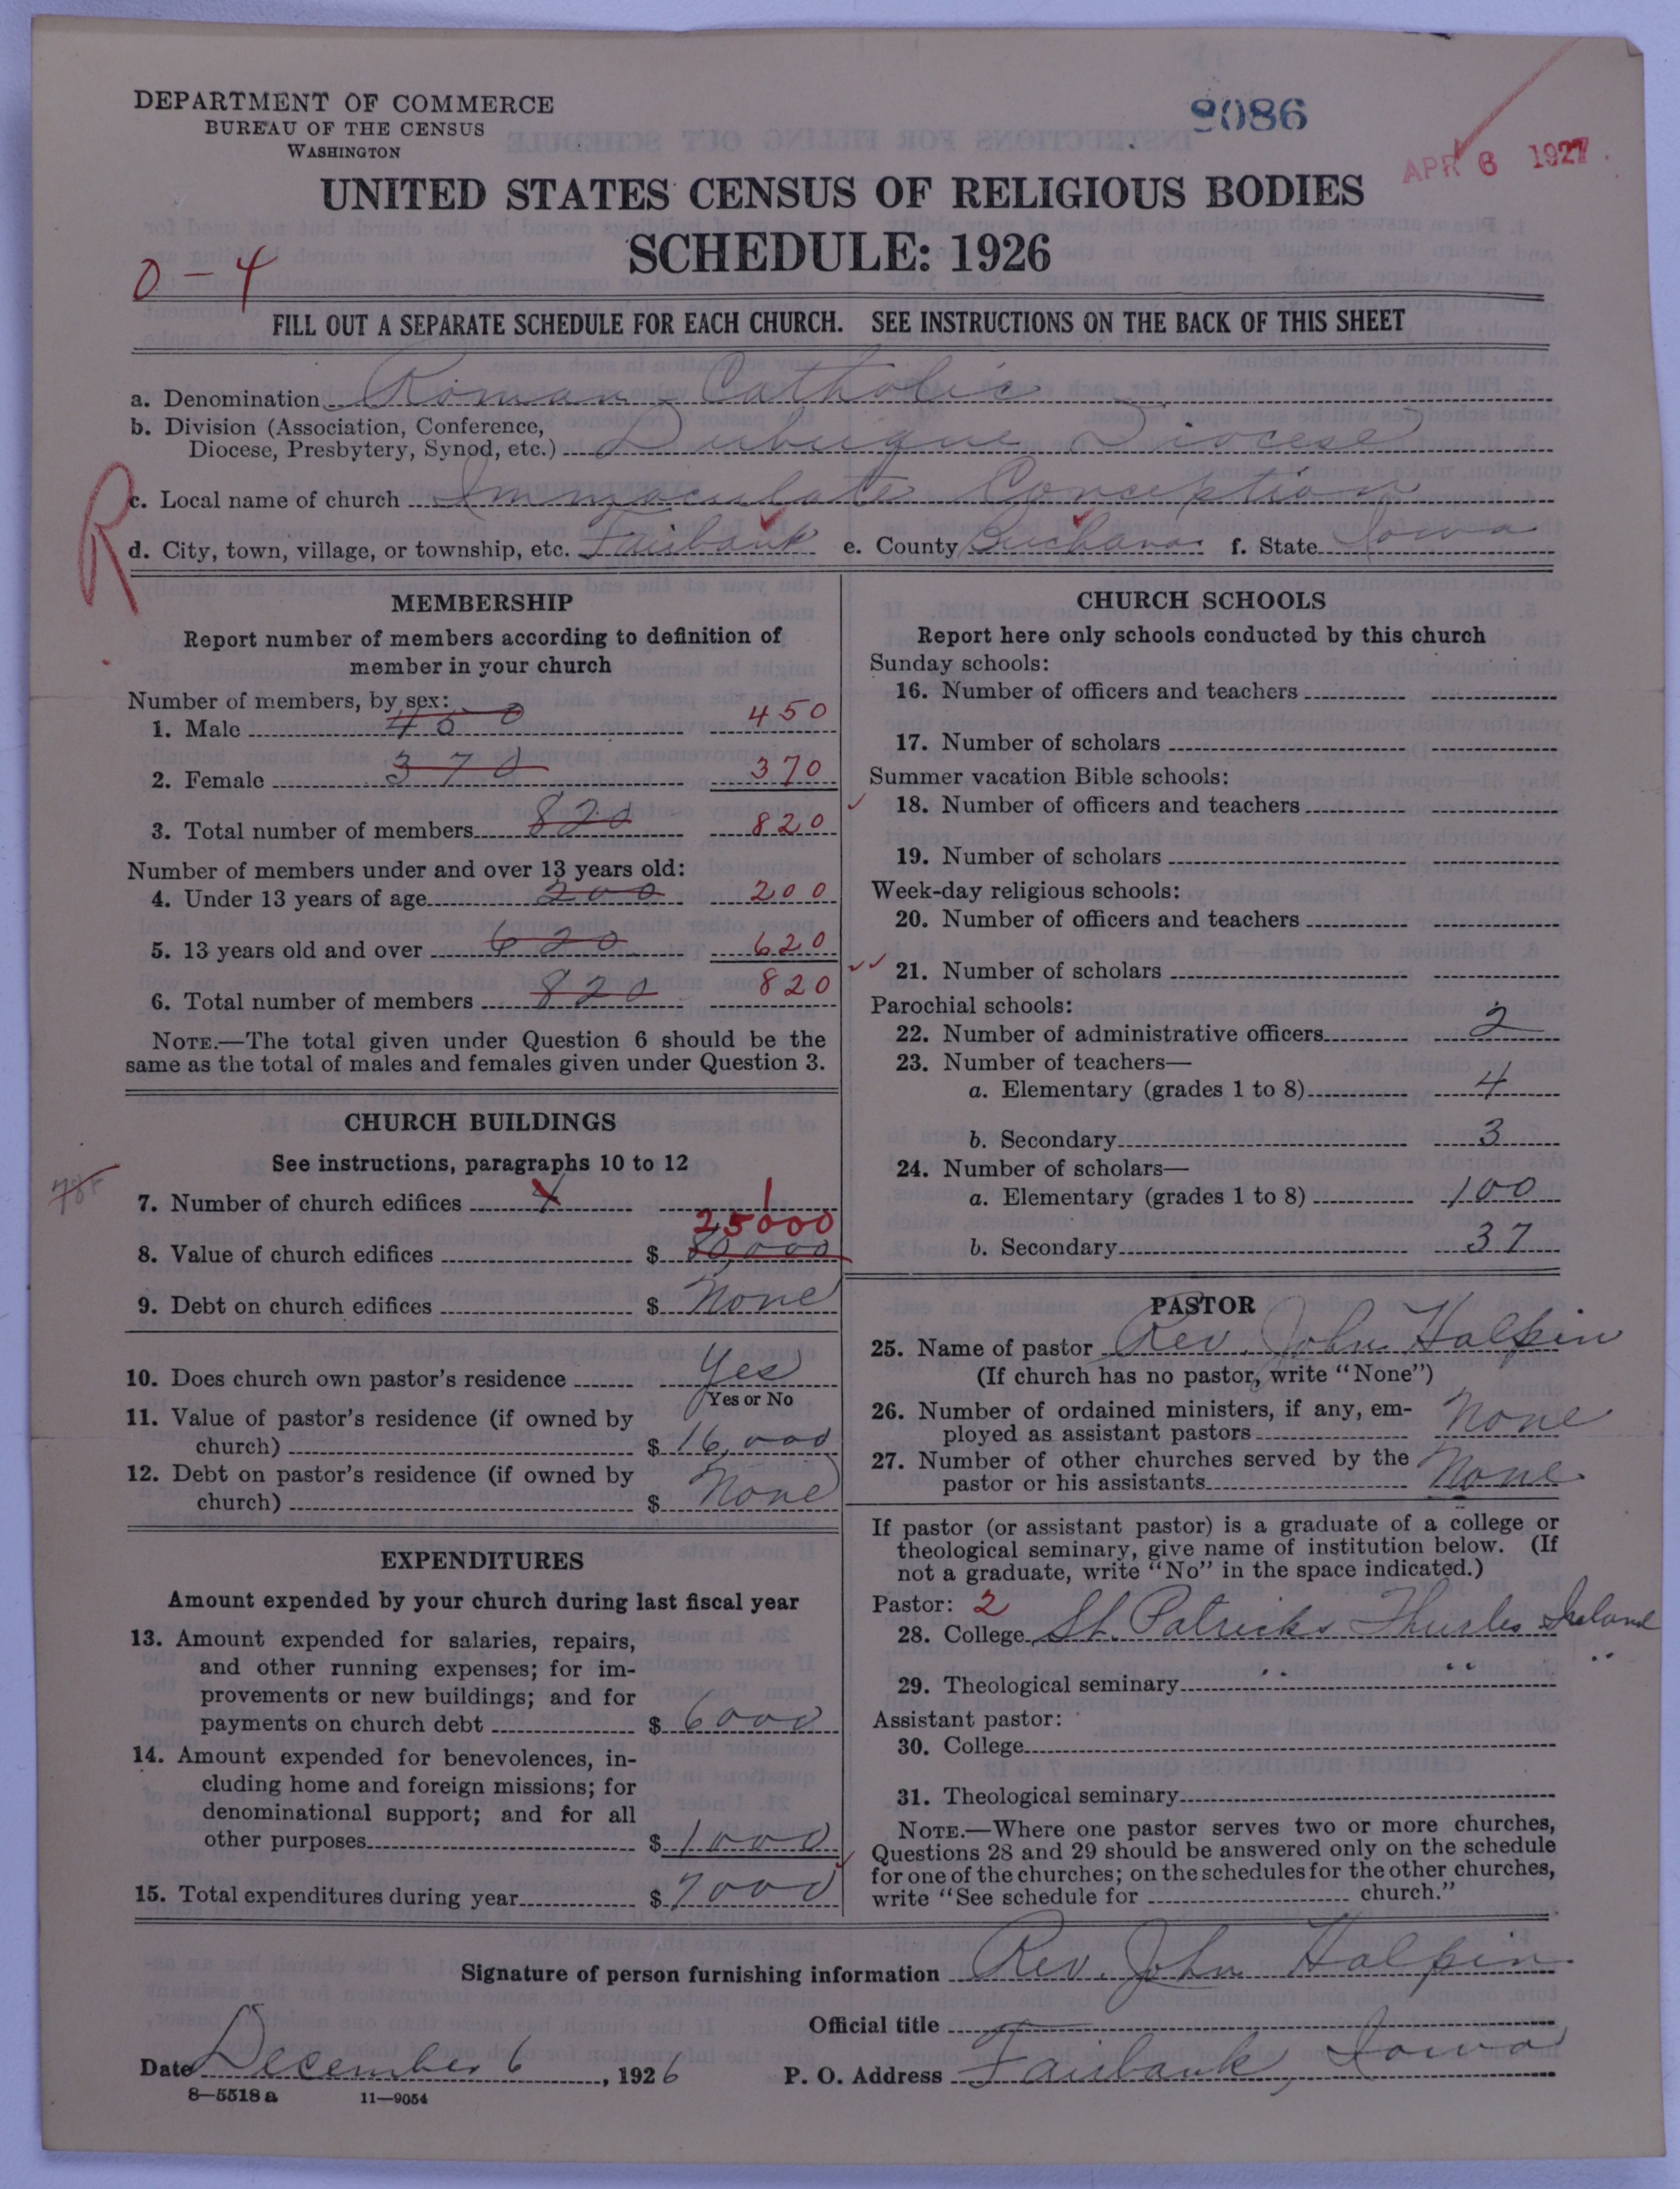 DEPARTMENT OF COMMERCE
BUREAU OF THE CENSUS
WASHINGTON
9086
APR 6 1927
UNITED STATES CENSUS OF RELIGIOUS BODIES
SCHEDULE: 1926
0-4
FILL OUT A SEPARATE SCHEDULE FOR EACH CHURCH. SEE INSTRUCTIONS ON THE BACK OF THIS SHEET
a. Denomination Roman Catholic
b. Division (Association, Conference,
Diocese, Presbytery, Synod, etc.) Dubuque Diocese
R
c. Local name of church Immaculate Conception
d. City, town, village, or township, etc. Fairbank e. County Buchanan f. State Iowa
MEMBERSHIP
Report number of members according to definition of
member in your church
Number of members, by sex:
1. Male 450 450
2. Female 370 370
3. Total number of members 820 820
Number of members under and over 13 years old:
4. Under 13 years of age 200 200
5. 13 years old and over 620 620
6. Total number of members 820 820
NOTE.—The total given under Question 6 should be the
same as the total of males and females given under Question 3.
CHURCH BUILDINGS
See instructions, paragraphs 10 to 12
7. Number of church edifices 1
25000
8. Value of church edifices $ 80,000
9. Debt on church edifices $ None
10. Does church own pastor's residence Yes
Yes or No
11. Value of pastor's residence (if owned by
church) $ 16,000
12. Debt on pastor's residence (if owned by
church) $ None
EXPENDITURES
Amount expended by your church during last fiscal year
13. Amount expended for salaries, repairs,
and other running expenses; for im-
provements or new buildings; and for
payments on church debt $ 6000
14. Amount expended for benevolences, in-
cluding home and foreign missions; for
denominational support; and for all
other purposes $ 1000
15. Total expenditures during year $ 7000
CHURCH SCHOOLS
Report here only schools conducted by this church
Sunday schools:
16. Number of officers and teachers
17. Number of scholars
Summer vacation Bible schools:
18. Number of officers and teachers
19. Number of scholars
Week-day religious schools:
20. Number of officers and teachers
21. Number of scholars
Parochial schools:
22. Number of administrative officers 2
23. Number of teachers—
a. Elementary (grades 1 to 8) 4
b. Secondary 3
24. Number of scholars—
a. Elementary (grades 1 to 8) 100
b. Secondary 37
PASTOR
25. Name of pastor Rev. John Halpin
(If church has no pastor, write "None")
26. Number of ordained ministers, if any, em-
ployed as assistant pastors None
27. Number of other churches served by the
pastor or his assistants None
If pastor (or assistant pastor) is a graduate of a college or
theological seminary, give name of institution below. (If
not a graduate, write "No" in the space indicated.)
Pastor: 2
28. College St. Patricks Thurles Ireland
29. Theological seminary " " "
Assistant pastor:
30. College
31. Theological seminary
NOTE.—Where one pastor serves two or more churches,
Questions 28 and 29 should be answered only on the schedule
for one of the churches; on the schedules for the other churches,
write "See schedule for church."
Signature of person furnishing information Rev. John Halpin
Official title
Date December 6, 1926 P. O. Address Fairbank, Iowa
8—5518 a 11—9054